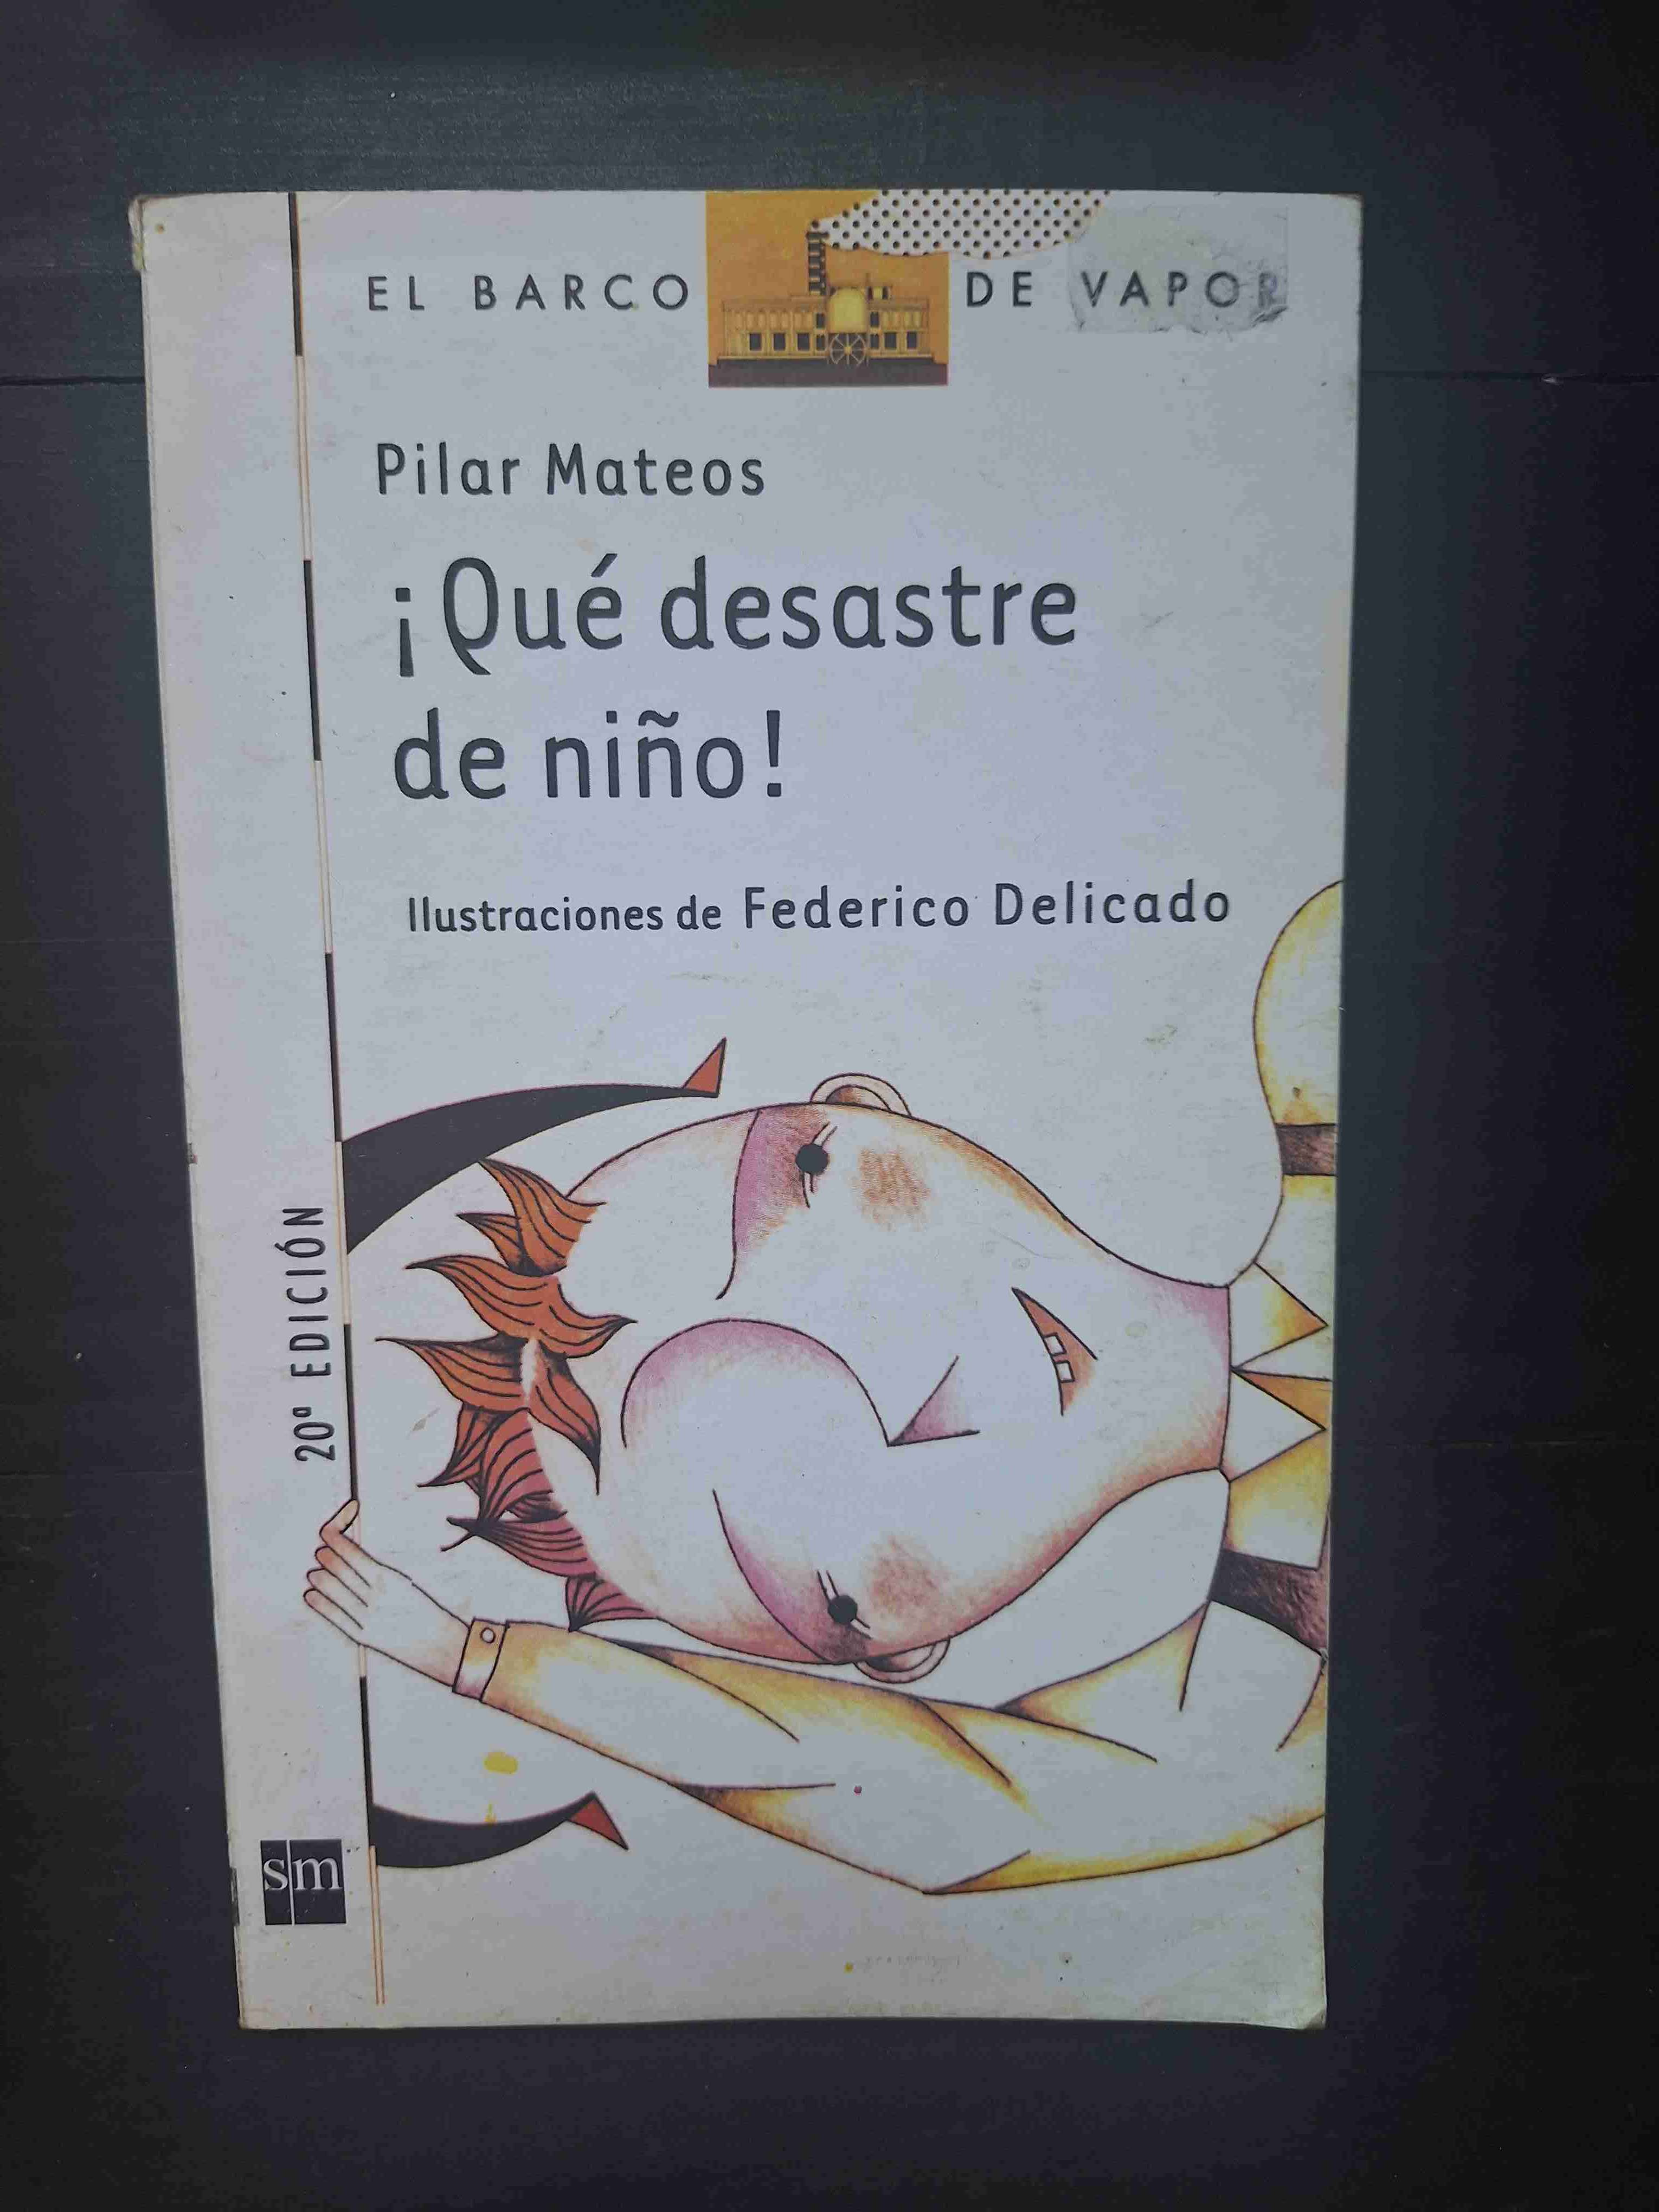 EL BARCO DE VAPOR
Pilar Mateos
¡Qué desastre
de niño!
Ilustraciones de Federico Delicado
20ª EDICIÓN
sm